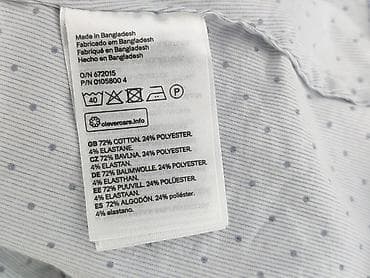 Made in Bangladesh
Fabricado em Bangladesh
Fabriqué en Bangladesh
Hecho en Bangladesh
O/N 672015
P/N 0105800 4
40 P
clevercare.info
GB 72% COTTON. 24% POLYESTER.
4% ELASTANE.
CZ 72% BAVLNA. 24% POLYESTER.
4% ELASTAN.
DE 72% BAUMWOLLE. 24% POLYESTER.
4% ELASTHAN.
EE 72% PUUVILL. 24% POLÜESTER.
4% ELASTAAN.
ES 72% ALGODÓN. 24% poliéster.
4% elastano.